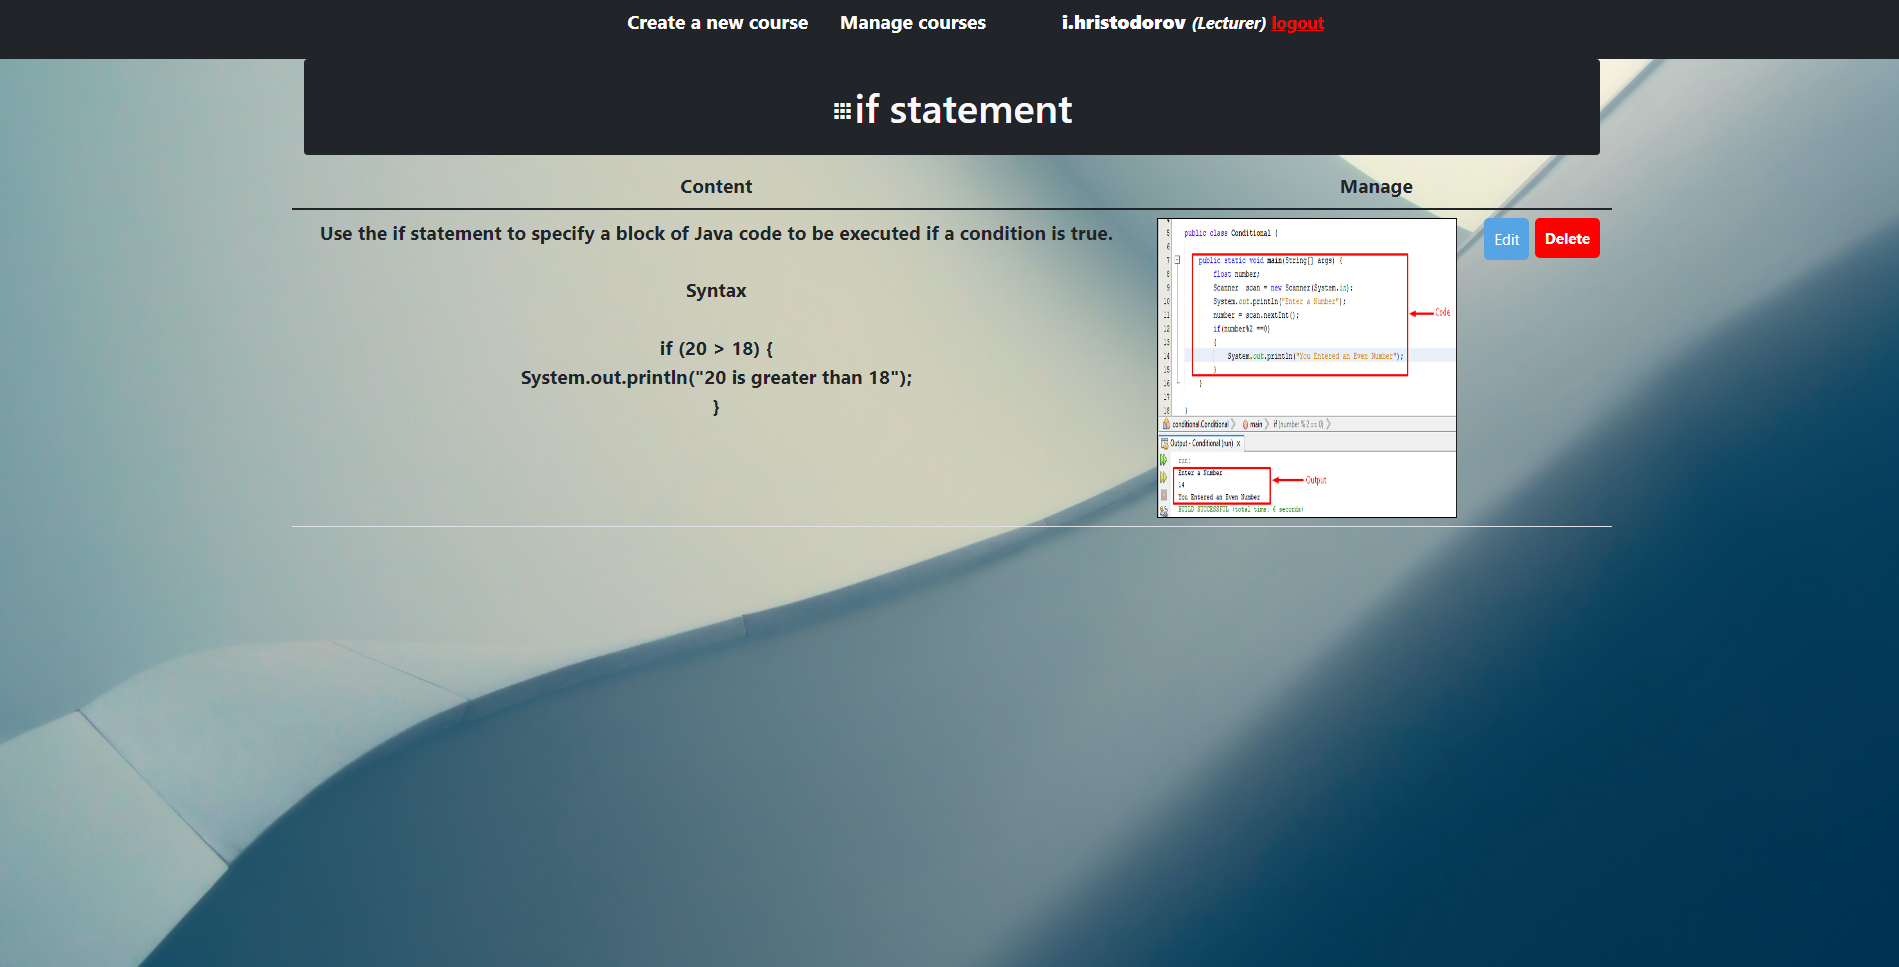 Create a new course Manage courses i.hristodorov (Lecturer) logout
if statement
Content Manage
Use the if statement to specify a block of Java code to be executed if a condition is true.
Syntax
if (20 > 18) {
System.out.println("20 is greater than 18");
}
5 public class Conditional {
6
7 public static void main(String[] args) {
8 float number;
9 Scanner scan = new Scanner(System.in);
10 System.out.println("Enter a Number");
11 number = scan.nextInt();
12 if(number%2 ==0)
13 {
14 System.out.println("You Entered an Even Number");
15 }
16 }
17
18 }
Code
conditional.Conditional main if (number % 2 == 0)
Output - Conditional (run) x
run:
Enter a Number
14
You Entered an Even Number
BUILD SUCCESSFUL (total time: 6 seconds)
Output
Edit Delete